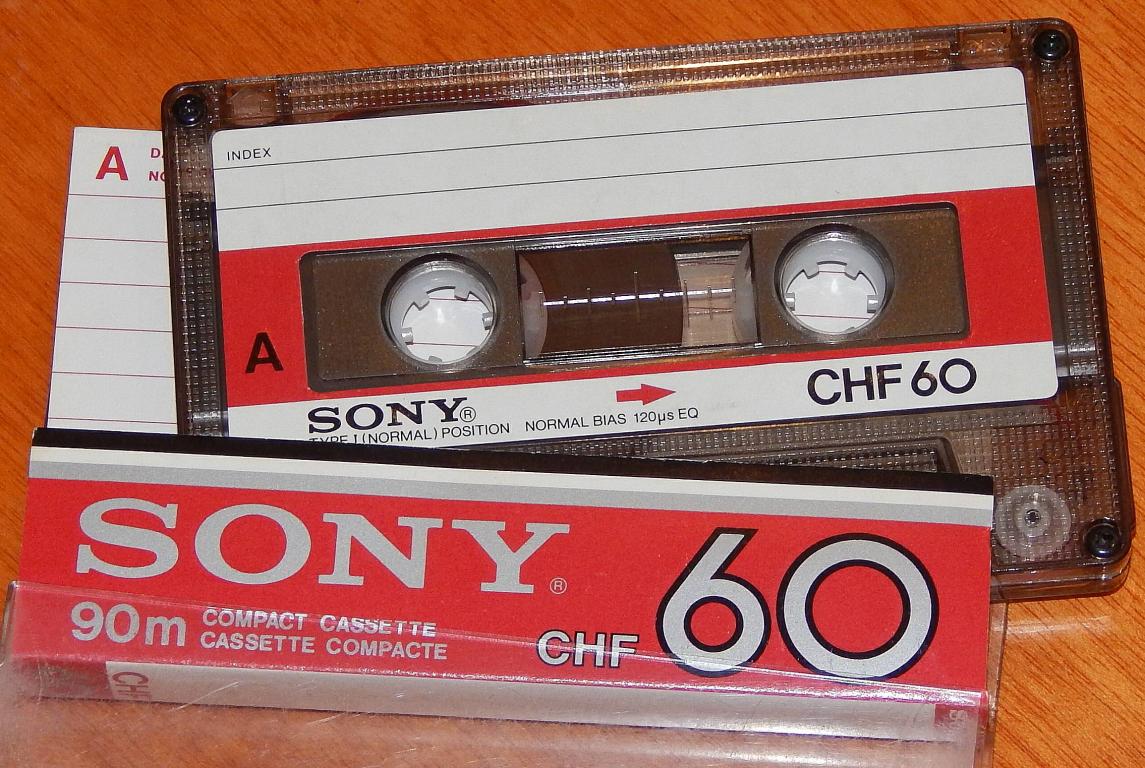 A
INDEX
A
SONY®
CHF 60
TYPE I (NORMAL) POSITION NORMAL BIAS 120µs EQ
SONY®
60
90m
COMPACT CASSETTE
CASSETTE COMPACTE
CHF